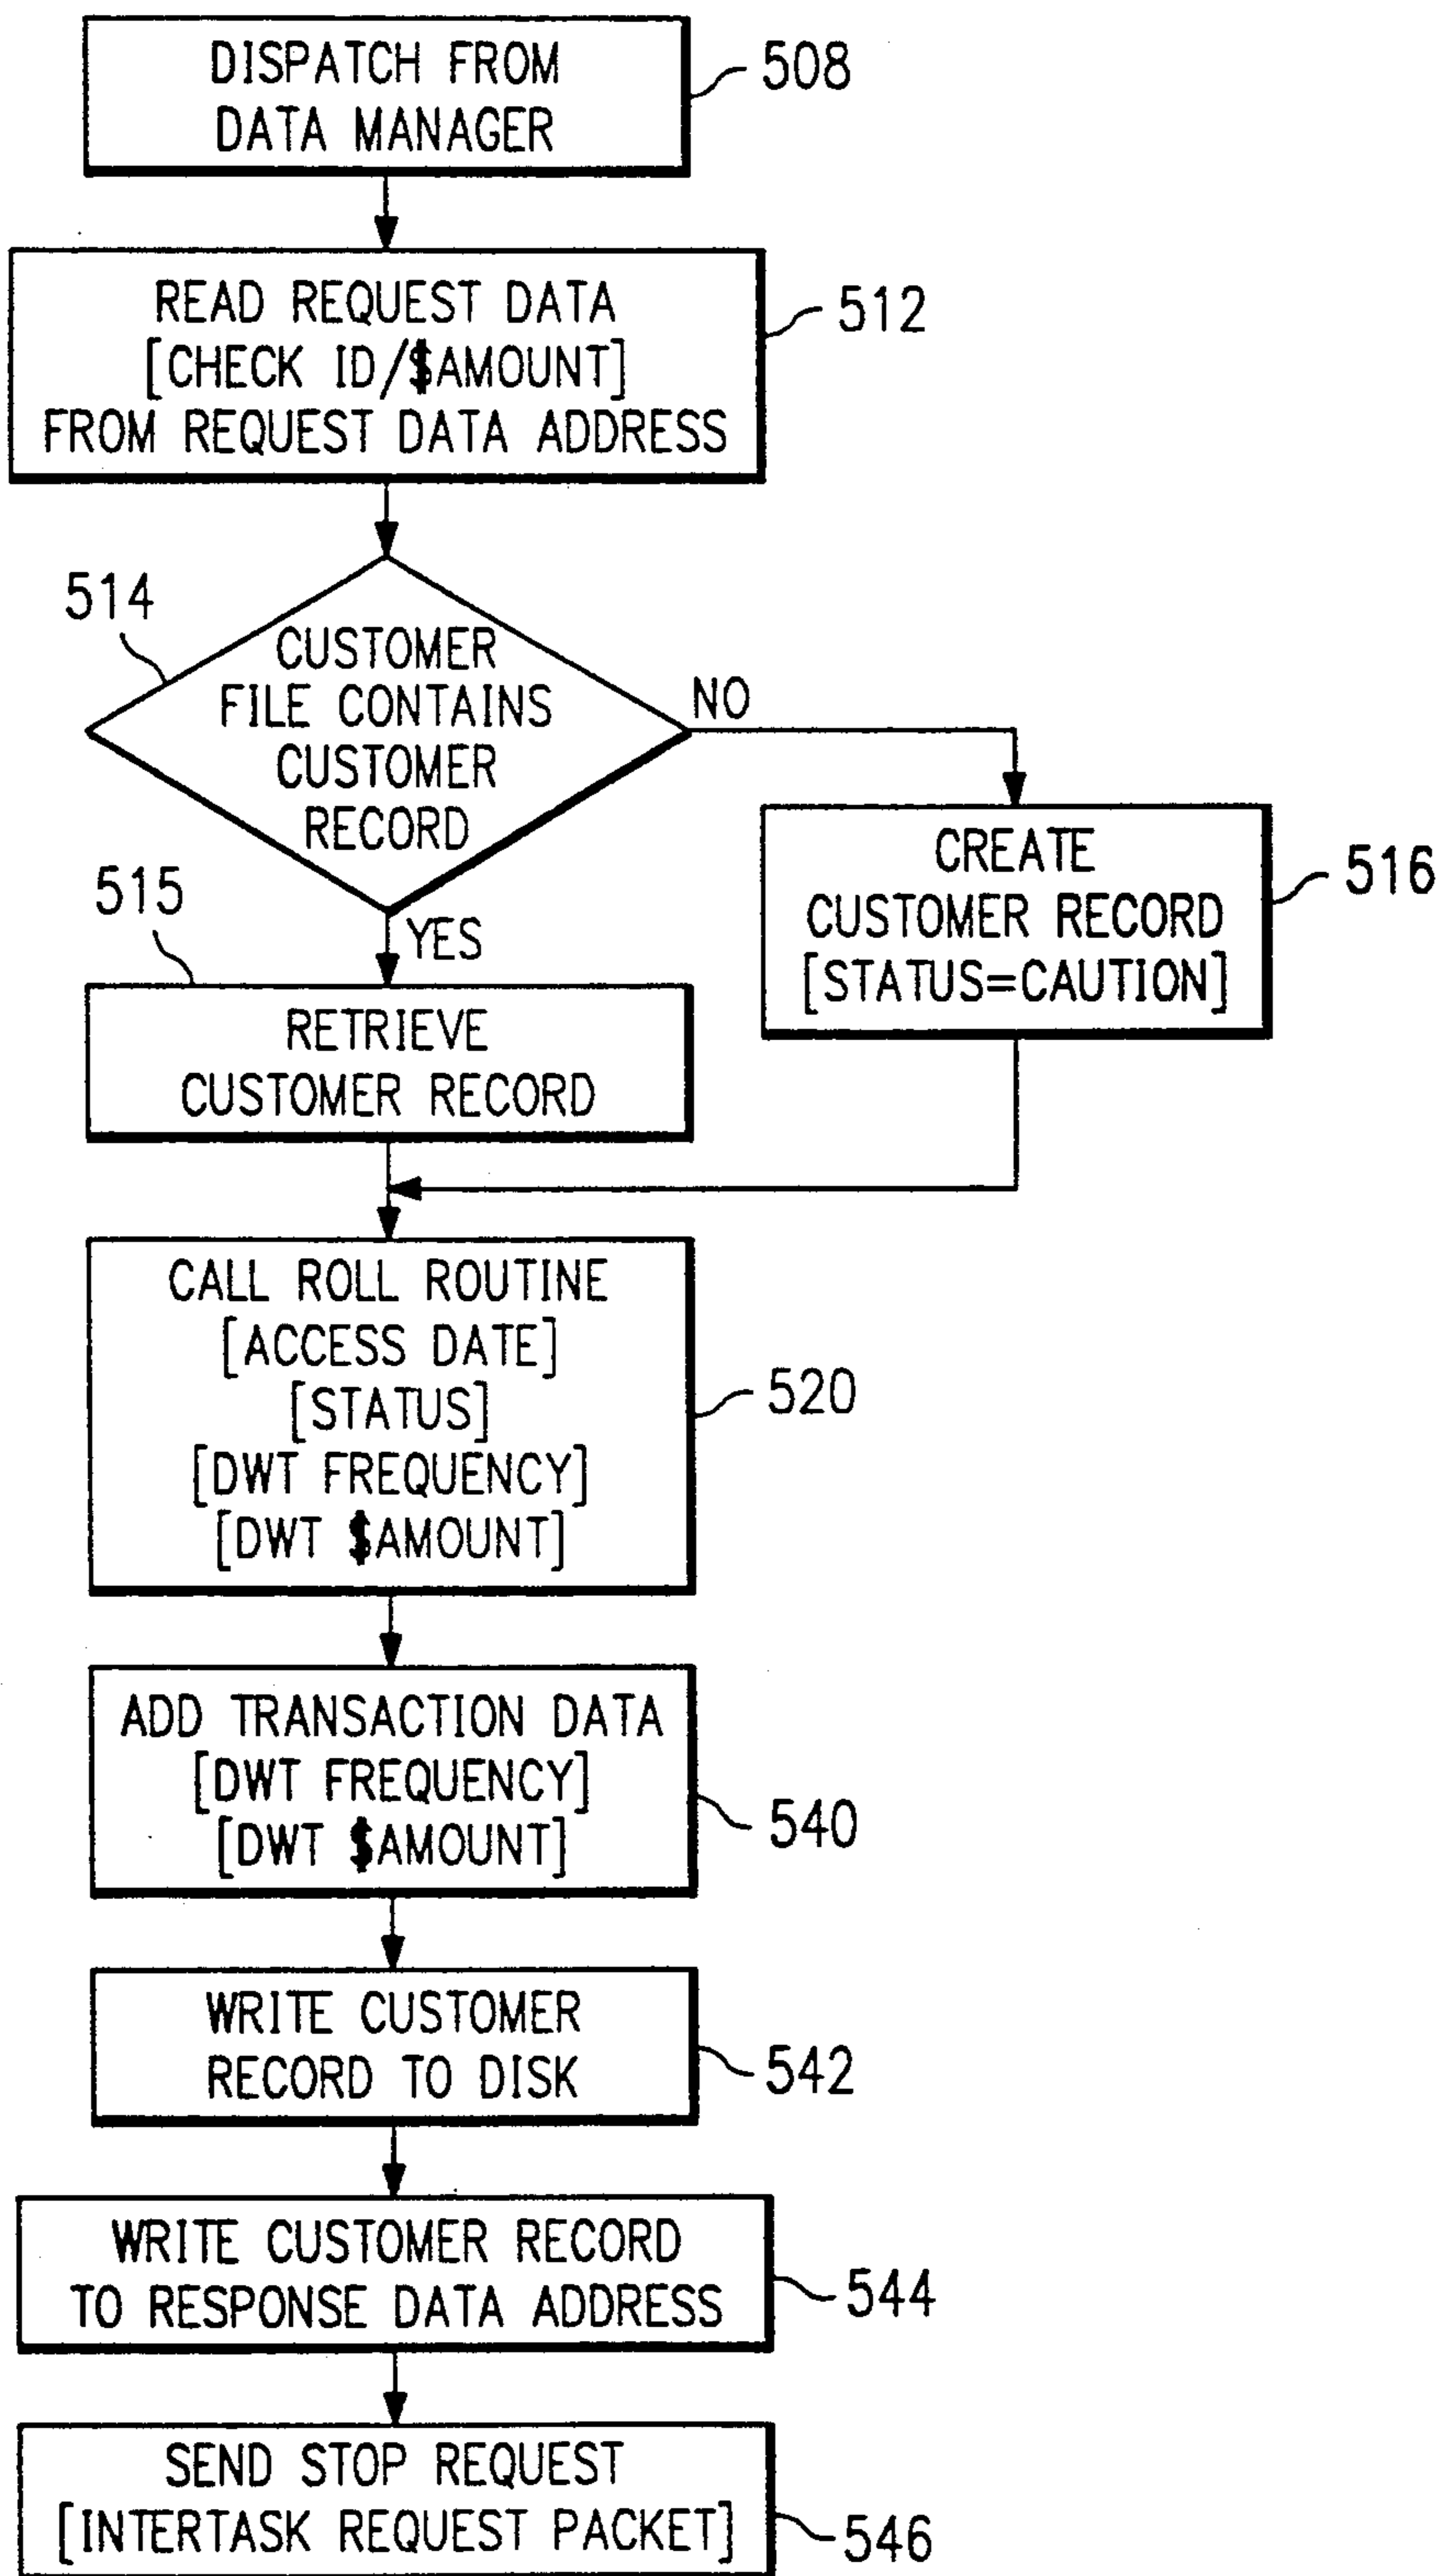 DISPATCH FROM
DATA MANAGER
508
READ REQUEST DATA
[CHECK ID/$AMOUNT]
FROM REQUEST DATA ADDRESS
512
514
CUSTOMER
FILE CONTAINS
CUSTOMER
RECORD
NO
YES
CREATE
CUSTOMER RECORD
[STATUS=CAUTION]
516
515
RETRIEVE
CUSTOMER RECORD
CALL ROLL ROUTINE
[ACCESS DATE]
[STATUS]
[DWT FREQUENCY]
[DWT $AMOUNT]
520
ADD TRANSACTION DATA
[DWT FREQUENCY]
[DWT $AMOUNT]
540
WRITE CUSTOMER
RECORD TO DISK
542
WRITE CUSTOMER RECORD
TO RESPONSE DATA ADDRESS
544
SEND STOP REQUEST
[INTERTASK REQUEST PACKET]
546